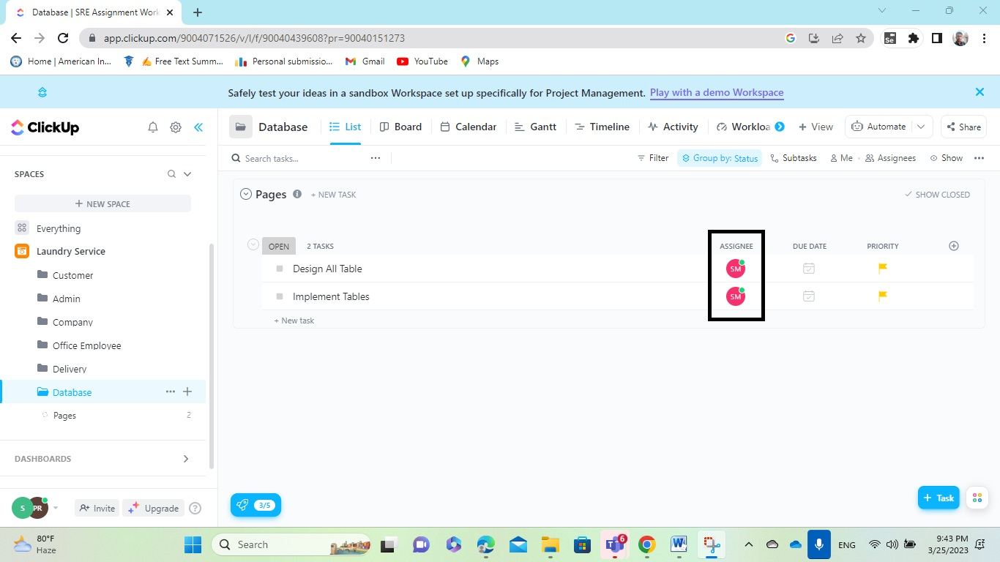 Database | SRE Assignment Work
app.clickup.com/9004071526/v/l/f/90040439608?pr=90040151273
Se
Home | American In... Free Text Summ... Personal submissio... Gmail YouTube Maps
Safely test your ideas in a sandbox Workspace set up specifically for Project Management. Play with a demo Workspace
ClickUp
Database List Board Calendar Gantt Timeline Activity Workloa + View Automate Share
Search tasks... Filter Group by: Status Subtasks Me Assignees Show
SPACES
+ NEW SPACE
Everything
Laundry Service
Customer
Admin
Company
Office Employee
Delivery
Database
Pages 2
DASHBOARDS
S PR Invite Upgrade ?
Pages + NEW TASK SHOW CLOSED
OPEN 2 TASKS ASSIGNEE DUE DATE PRIORITY
Design All Table SM
Implement Tables SM
+ New task
3/5
+ Task
80°F
Haze
Search
6
ENG
9:43 PM
3/25/2023